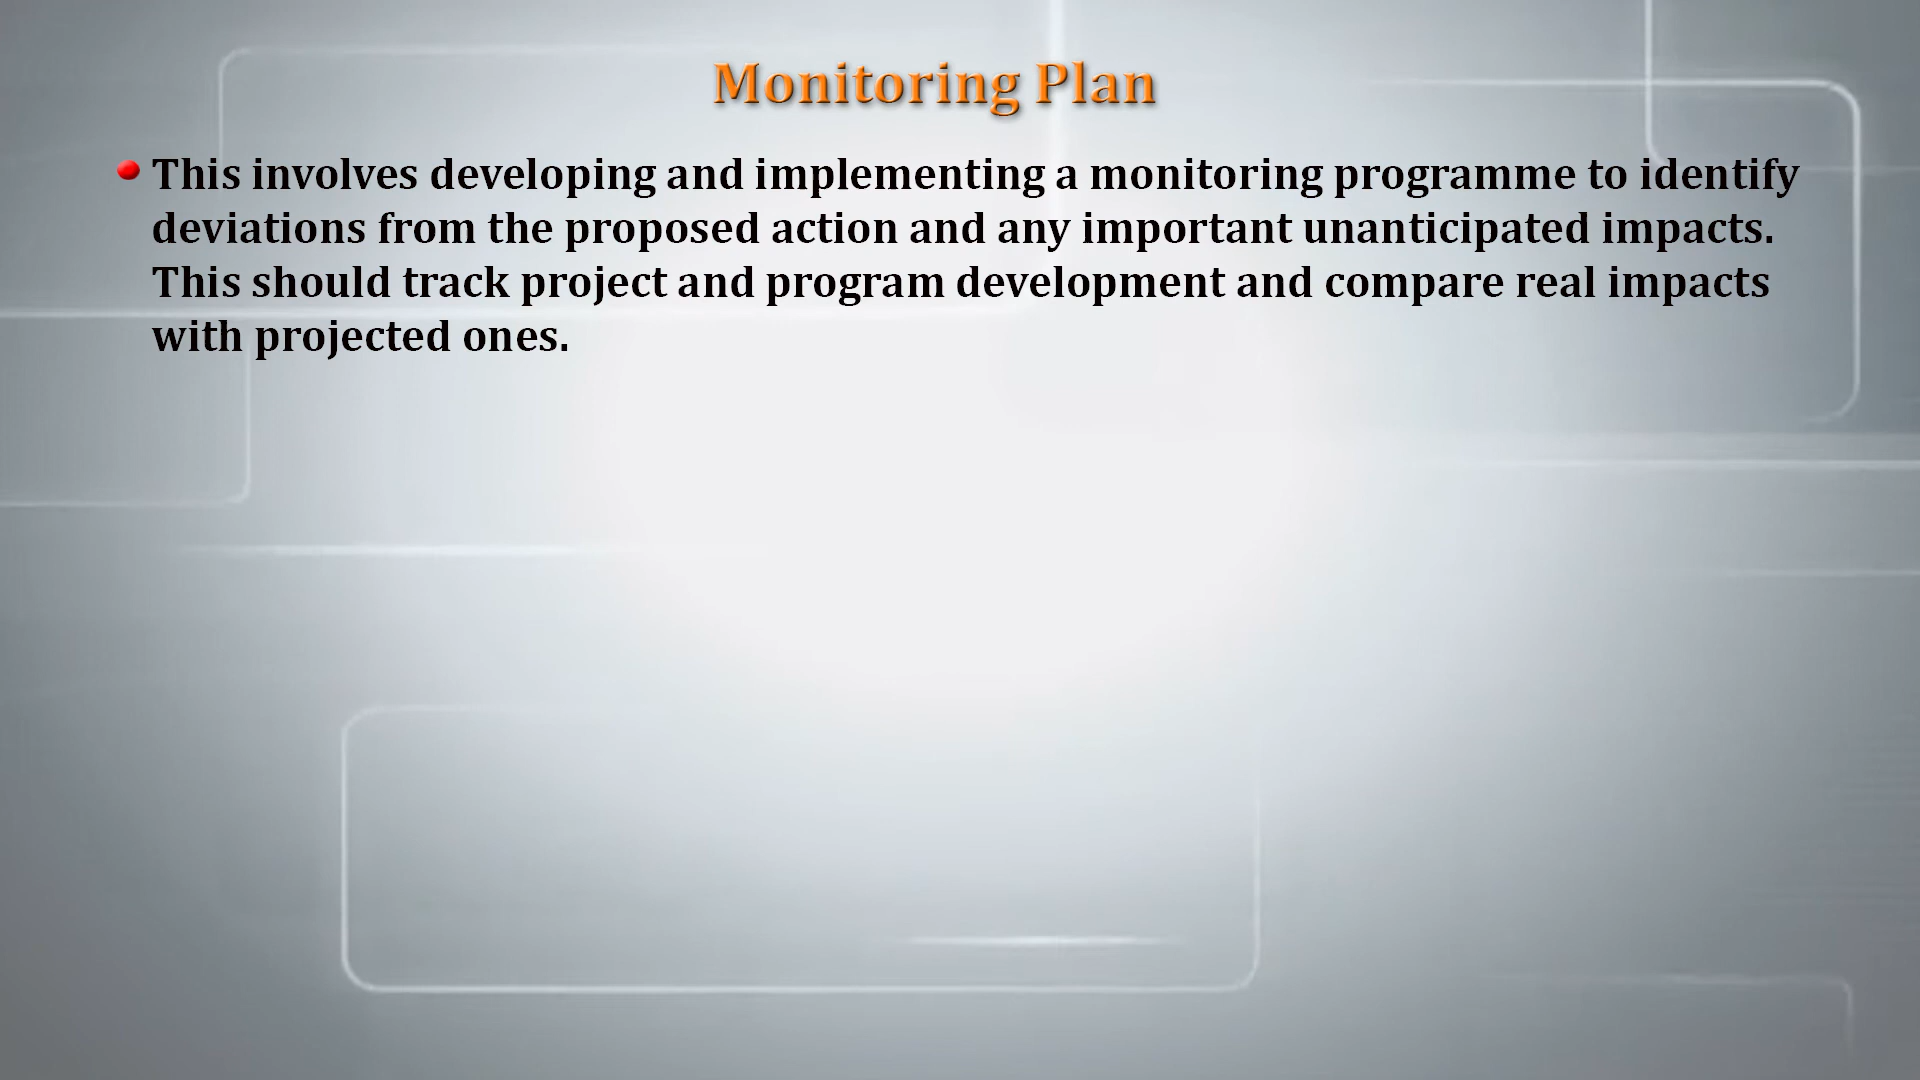 Monitoring Plan
This involves developing and implementing a monitoring programme to identify
deviations from the proposed action and any important unanticipated impacts.
This should track project and program development and compare real impacts
with projected ones.